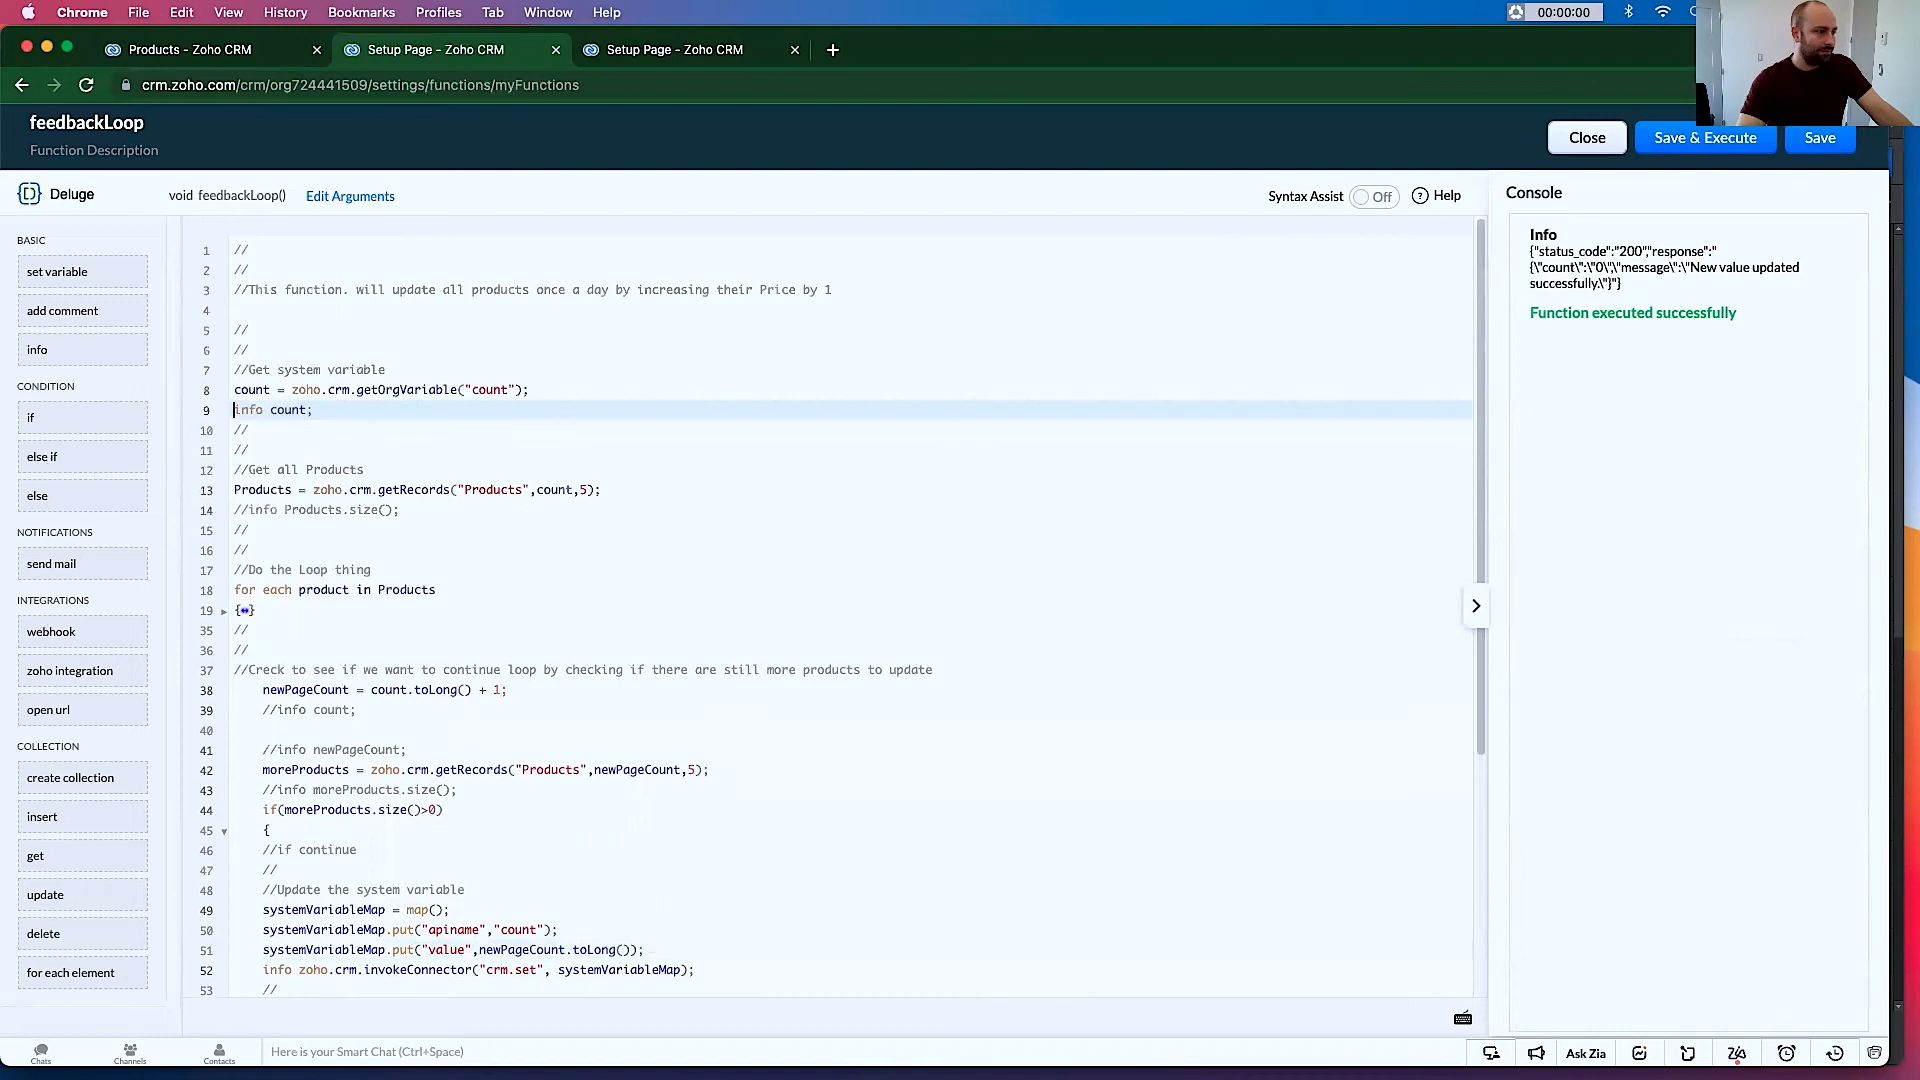 Chrome File Edit View History Bookmarks Profiles Tab Window Help 00:00:00
Products - Zoho CRM Setup Page - Zoho CRM Setup Page - Zoho CRM
crm.zoho.com/crm/org724441509/settings/functions/myFunctions
feedbackLoop
Function Description
Close Save & Execute Save
Deluge void feedbackLoop() Edit Arguments Syntax Assist Off Help
Console
BASIC
set variable
add comment
info
CONDITION
if
else if
else
NOTIFICATIONS
send mail
INTEGRATIONS
webhook
zoho integration
open url
COLLECTION
create collection
insert
get
update
delete
for each element
1 //
2 //
3 //This function. will update all products once a day by increasing their Price by 1
4
5 //
6 //
7 //Get system variable
8 count = zoho.crm.getOrgVariable("count");
9 info count;
10 //
11 //
12 //Get all Products
13 Products = zoho.crm.getRecords("Products",count,5);
14 //info Products.size();
15 //
16 //
17 //Do the Loop thing
18 for each product in Products
19 {↔}
35 //
36 //
37 //Creck to see if we want to continue loop by checking if there are still more products to update
38 newPageCount = count.toLong() + 1;
39 //info count;
40
41 //info newPageCount;
42 moreProducts = zoho.crm.getRecords("Products",newPageCount,5);
43 //info moreProducts.size();
44 if(moreProducts.size()>0)
45 {
46 //if continue
47 //
48 //Update the system variable
49 systemVariableMap = map();
50 systemVariableMap.put("apiname","count");
51 systemVariableMap.put("value",newPageCount.toLong());
52 info zoho.crm.invokeConnector("crm.set", systemVariableMap);
53 //
Info
{"status_code":"200","response":"
{\"count\":\"0\",\"message\":\"New value updated
successfully.\"}"}
Function executed successfully
Chats Channels Contacts Here is your Smart Chat (Ctrl+Space) Ask Zia